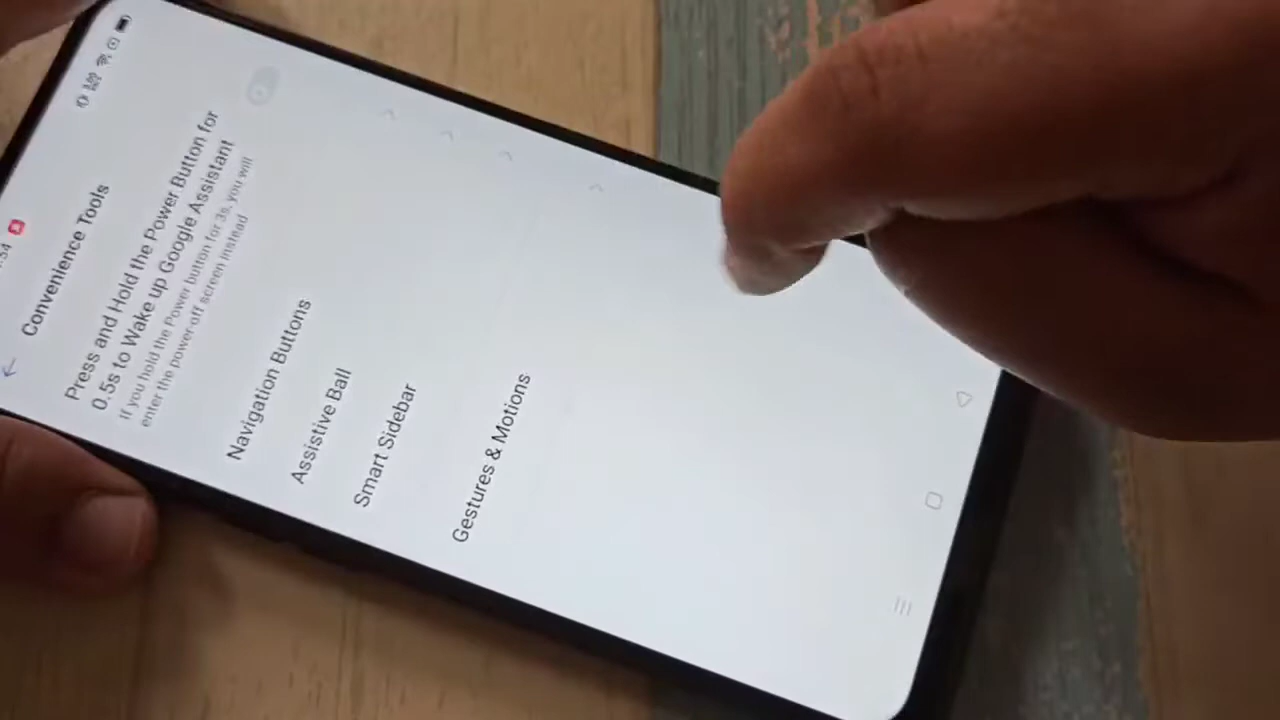 Convenience Tools
Press and Hold the Power Button for
0.5s to Wake up Google Assistant
If you hold the Power button for 3s, you will
enter the power-off screen instead
Navigation Buttons
Assistive Ball
Smart Sidebar
Gestures & Motions